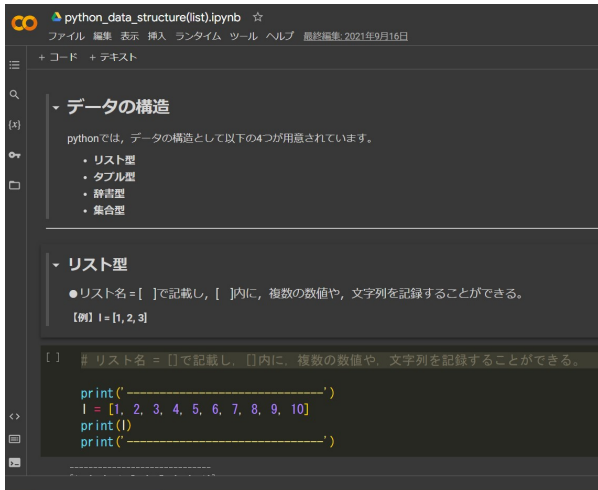 python_data_structure(list).ipynb
ファイル 編集 表示 挿入 ランタイム ツール ヘルプ 最終編集: 2021年9月16日
+ コード + テキスト
データの構造
pythonでは，データの構造として以下の4つが用意されています。
• リスト型
• タプル型
• 辞書型
• 集合型
リスト型
●リスト名 = [ ]で記載し，[ ]内に，複数の数値や，文字列を記録することができる。
【例】l = [1, 2, 3]
[ ] # リスト名 = []で記載し，[]内に，複数の数値や，文字列を記録することができる。
print('------------------------------')
l = [1, 2, 3, 4, 5, 6, 7, 8, 9, 10]
print(l)
print('------------------------------')
------------------------------